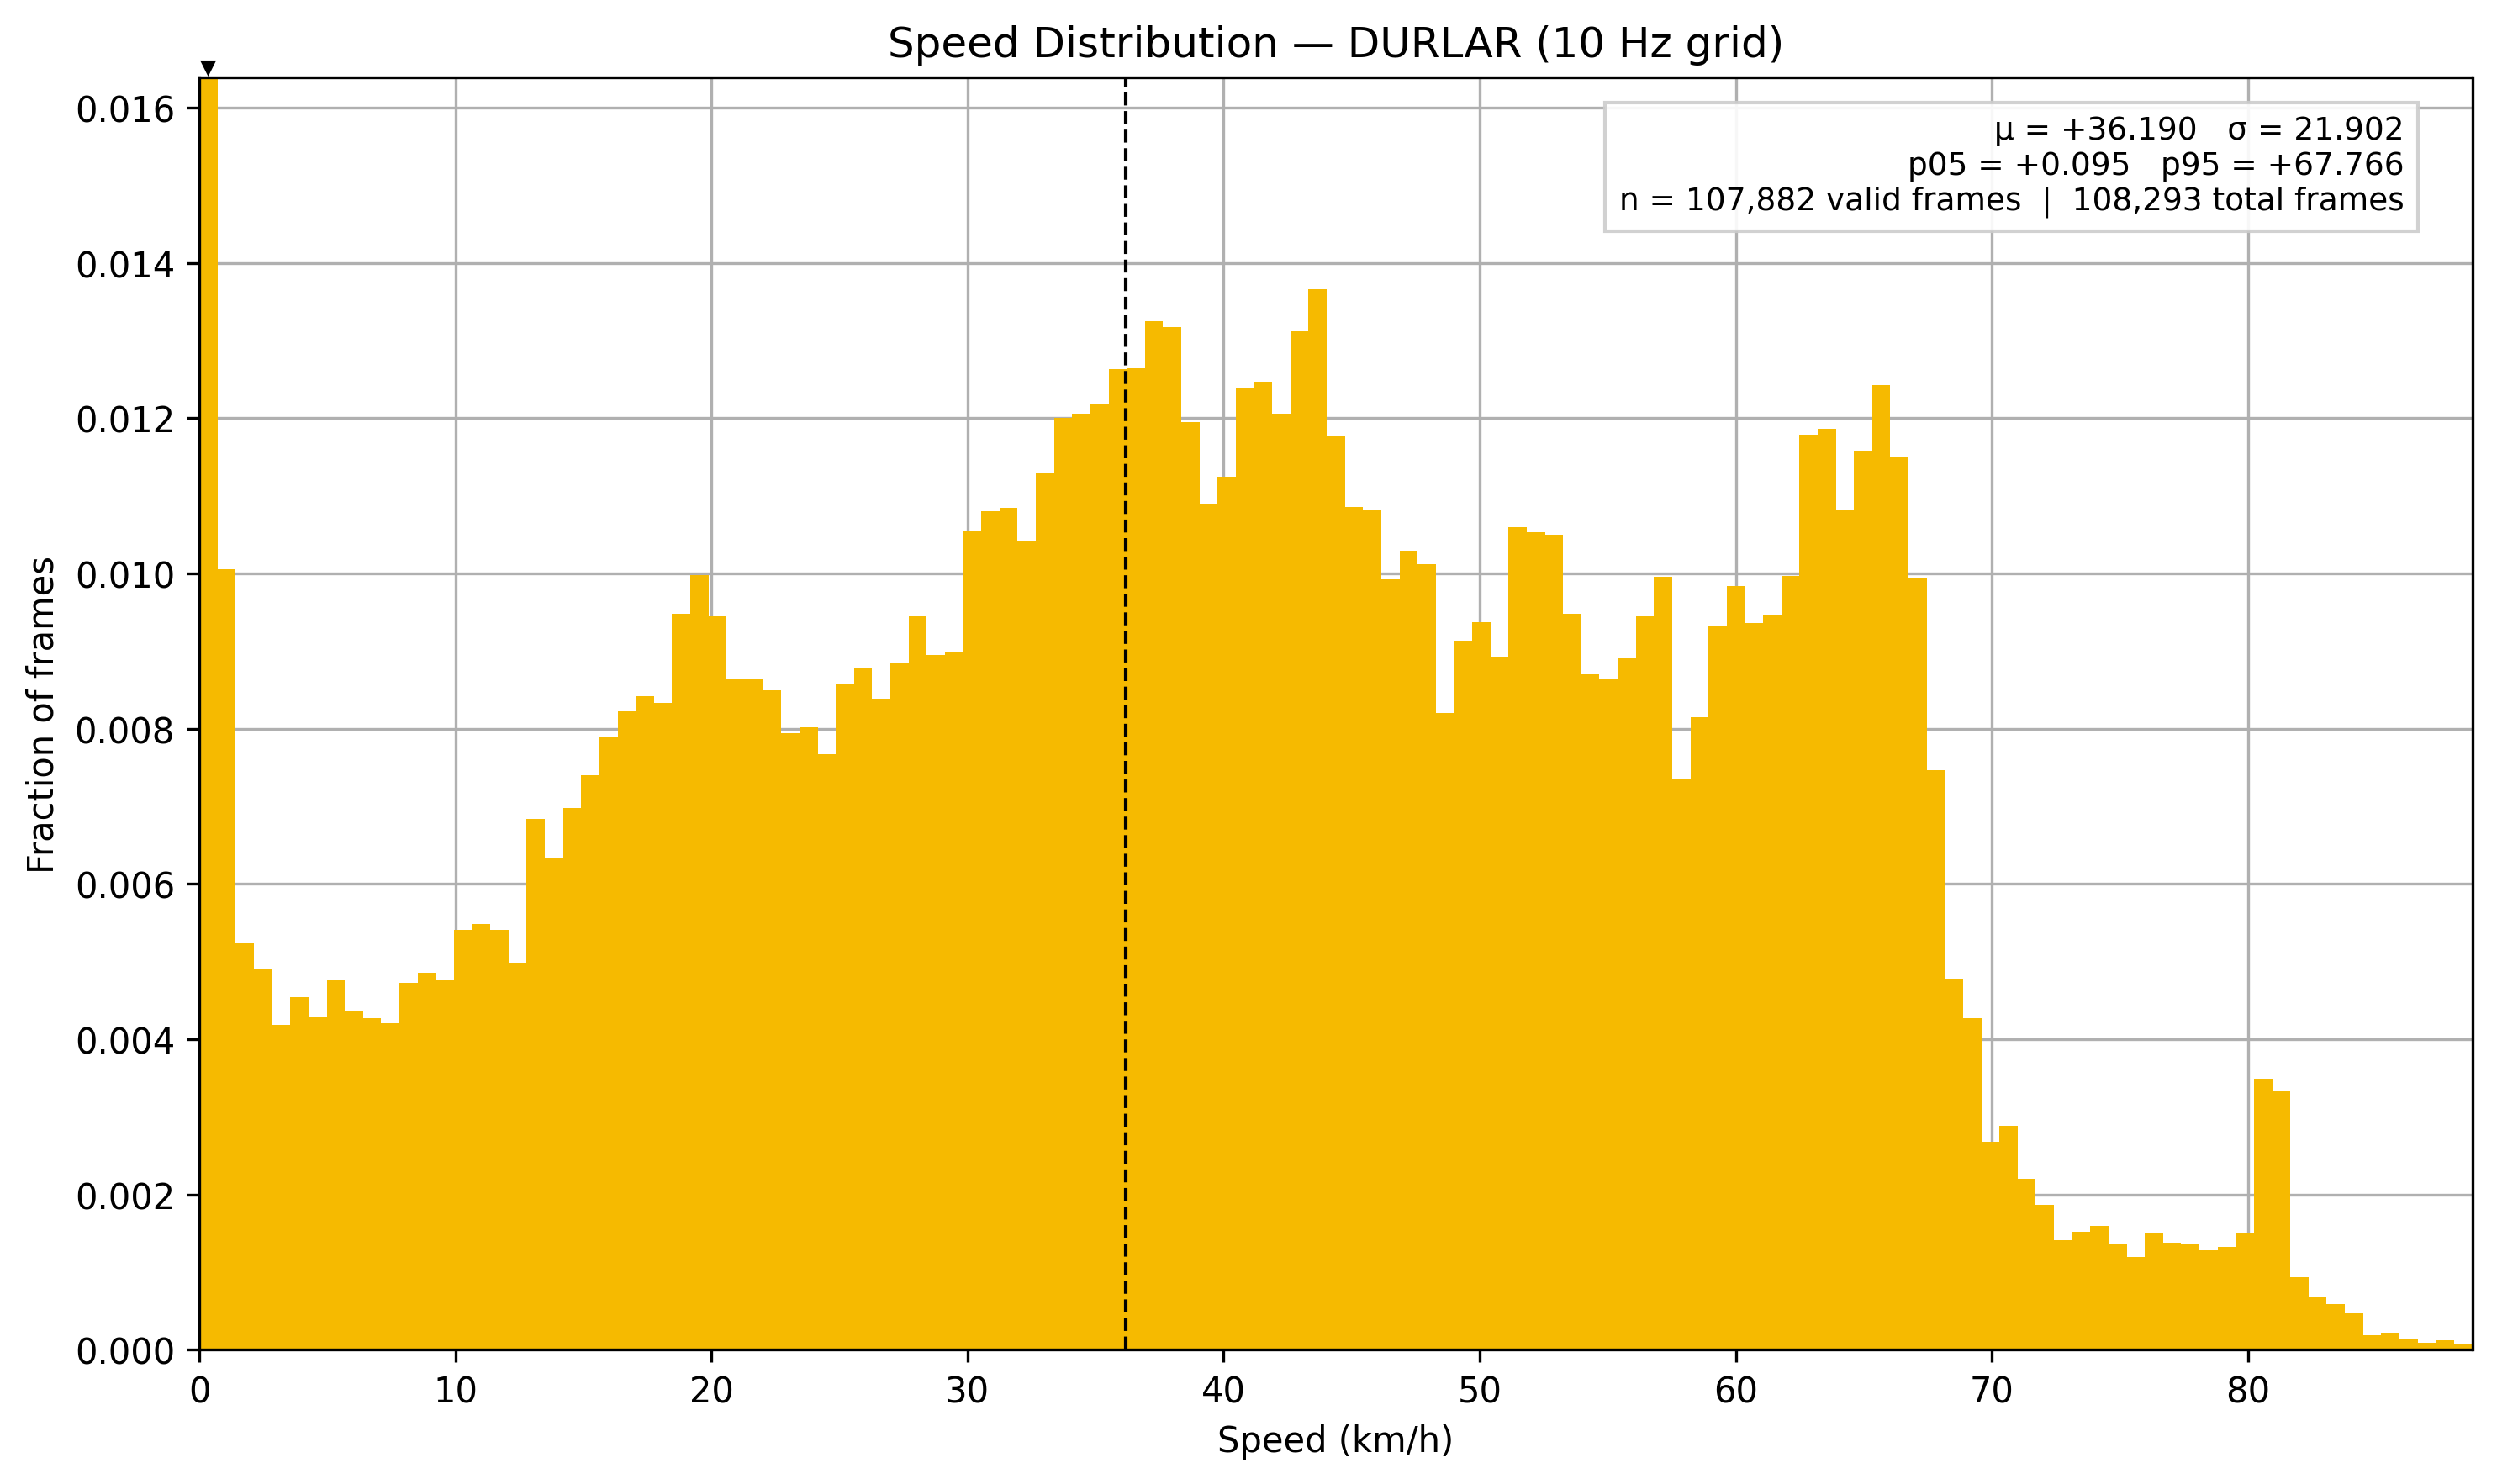 Speed Distribution — DURLAR (10 Hz grid)
μ = +36.190   σ = 21.902
p05 = +0.095   p95 = +67.766
n = 107,882 valid frames  |  108,293 total frames
Fraction of frames
0.016
0.014
0.012
0.010
0.008
0.006
0.004
0.002
0.000
0 10 20 30 40 50 60 70 80
Speed (km/h)